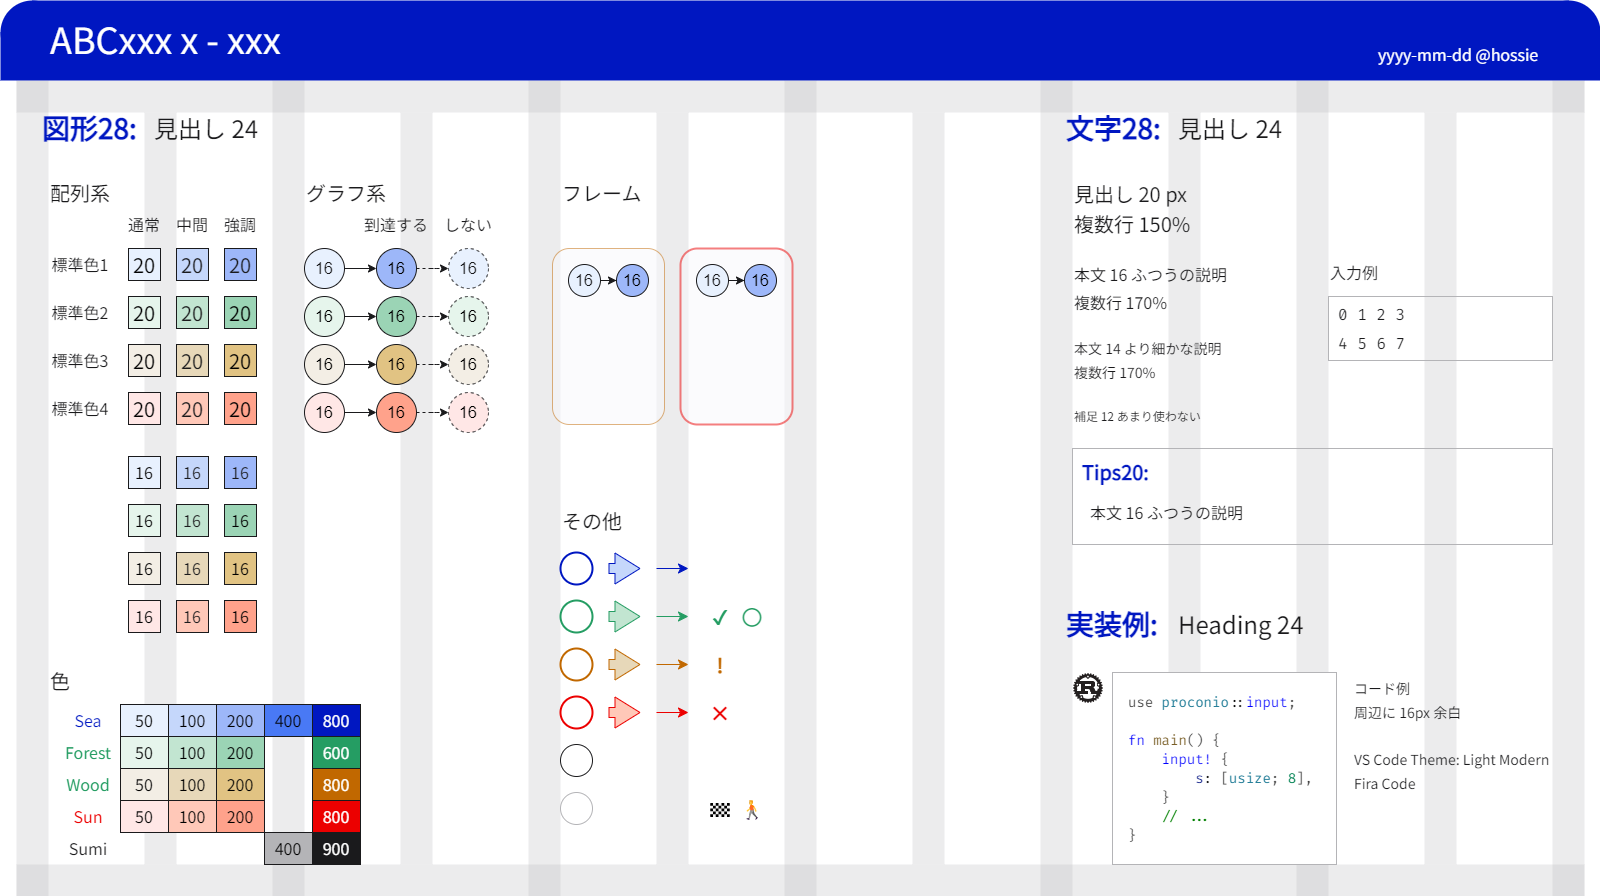 ABCxxx x - xxx
yyyy-mm-dd @hossie
図形28: 見出し 24
配列系
通常 中間 強調
標準色1 20 20 20
標準色2 20 20 20
標準色3 20 20 20
標準色4 20 20 20
16 16 16
16 16 16
16 16 16
16 16 16
グラフ系
到達する しない
16 16 16
16 16 16
16 16 16
16 16 16
フレーム
16 16
16 16
その他
!
色
Sea 50 100 200 400 800
Forest 50 100 200 600
Wood 50 100 200 800
Sun 50 100 200 800
Sumi 400 900
文字28: 見出し 24
見出し 20 px
複数行 150%
本文 16 ふつうの説明
複数行 170%
本文 14 より細かな説明
複数行 170%
補足 12 あまり使わない
入力例
0 1 2 3
4 5 6 7
Tips20:
本文 16 ふつうの説明
実装例: Heading 24
R
use proconio::input;
fn main() {
    input! {
        s: [usize; 8],
    }
    // ...
}
コード例
周辺に 16px 余白
VS Code Theme: Light Modern
Fira Code